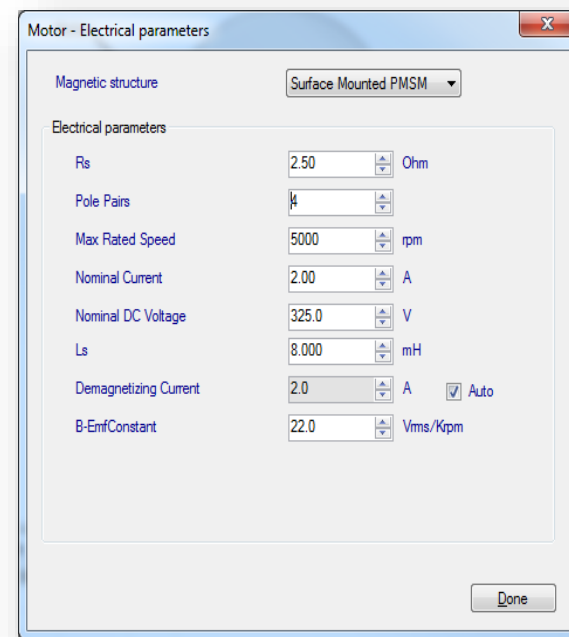 Motor - Electrical parameters
Magnetic structure Surface Mounted PMSM
Electrical parameters
Rs 2.50 Ohm
Pole Pairs 4
Max Rated Speed 5000 rpm
Nominal Current 2.00 A
Nominal DC Voltage 325.0 V
Ls 8.000 mH
Demagnetizing Current 2.0 A Auto
B-EmfConstant 22.0 Vrms/Krpm
Done